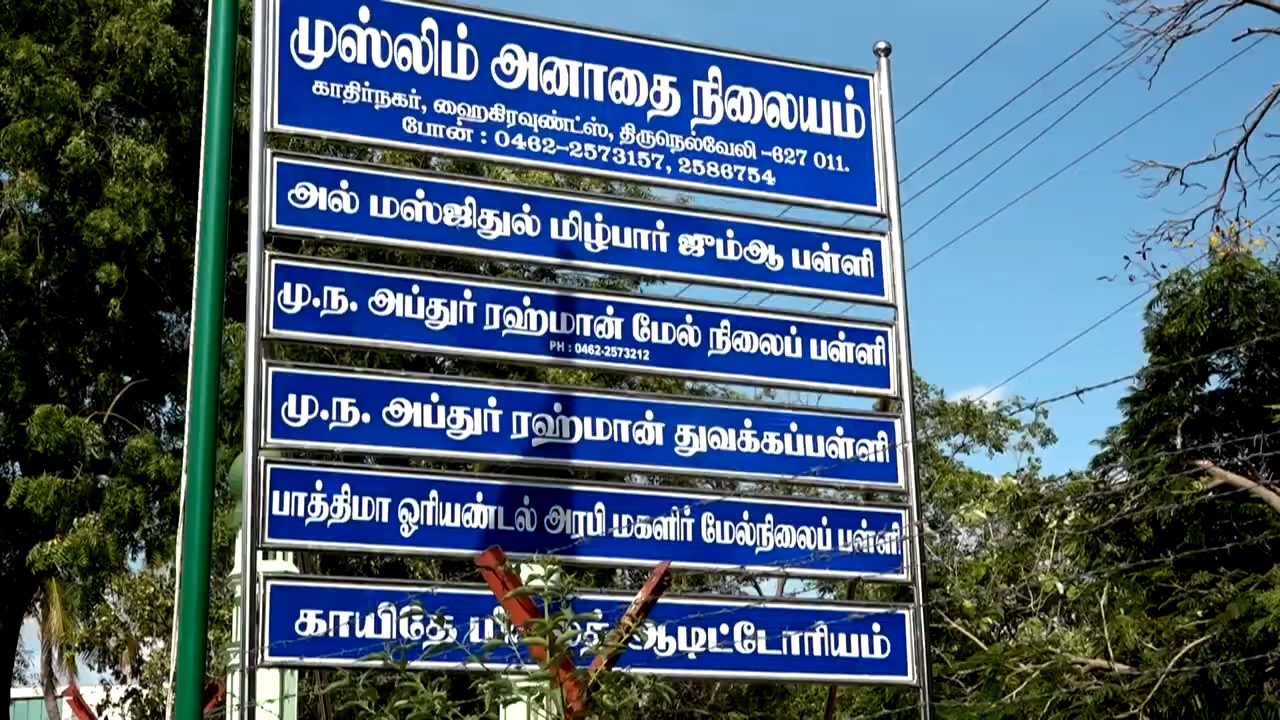 முஸ்லிம் அனாதை நிலையம்
காதிர்நகர், ஹைகிரவுண்ட்ஸ், திருநெல்வேலி -627 011.
போன் : 0462-2573157, 2586754
அல் மஸ்ஜிதுல் மிழ்பார் ஜும்ஆ பள்ளி
மு.ந. அப்துர் ரஹ்மான் மேல் நிலைப் பள்ளி
PH : 0462-2573212
மு.ந. அப்துர் ரஹ்மான் துவக்கப்பள்ளி
பாத்திமா ஓரியண்டல் அரபி மகளிர் மேல்நிலைப் பள்ளி
காயிதே ஆடிட்டோரியம்